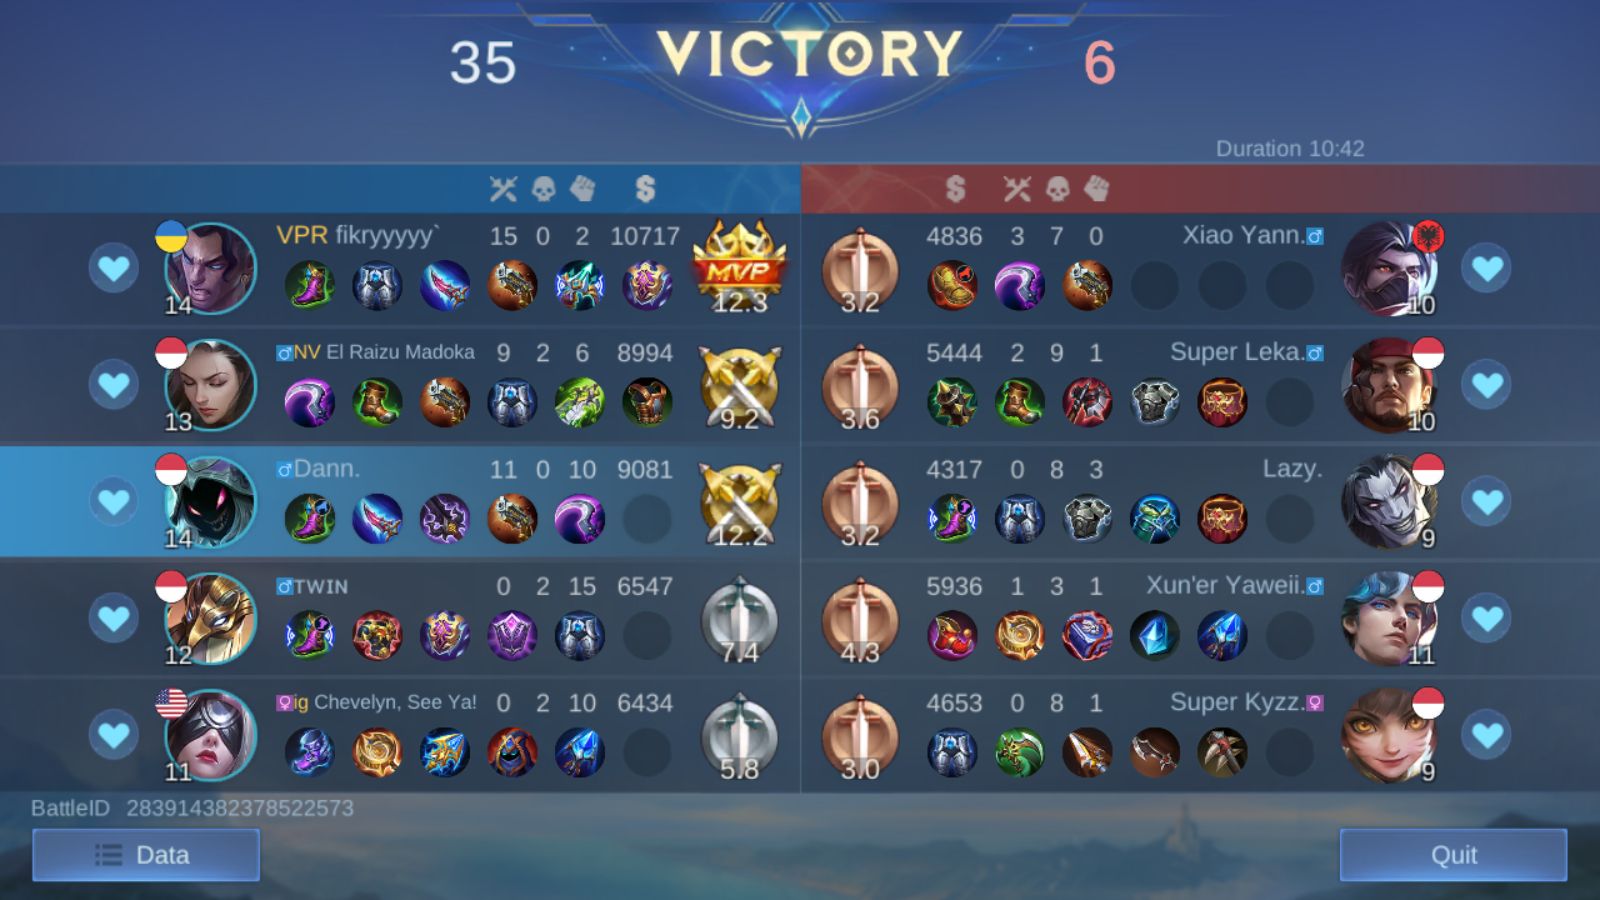 35 VICTORY 6
Duration 10:42
VPR fikryyyyy` 15 0 2 10717 MVP 12.3 14
3.2 4836 3 7 0 Xiao Yann. 10
NV El Raizu Madoka 9 2 6 8994 9.2 13
3.6 5444 2 9 1 Super Leka. 10
Dann. 11 0 10 9081 12.2 14
3.2 4317 0 8 3 Lazy. 9
TWIN 0 2 15 6547 7.4 12
4.3 5936 1 3 1 Xun'er Yaweii. 11
ig Chevelyn, See Ya! 0 2 10 6434 5.8 11
3.0 4653 0 8 1 Super Kyzz. 9
BattleID 283914382378522573
Data
Quit